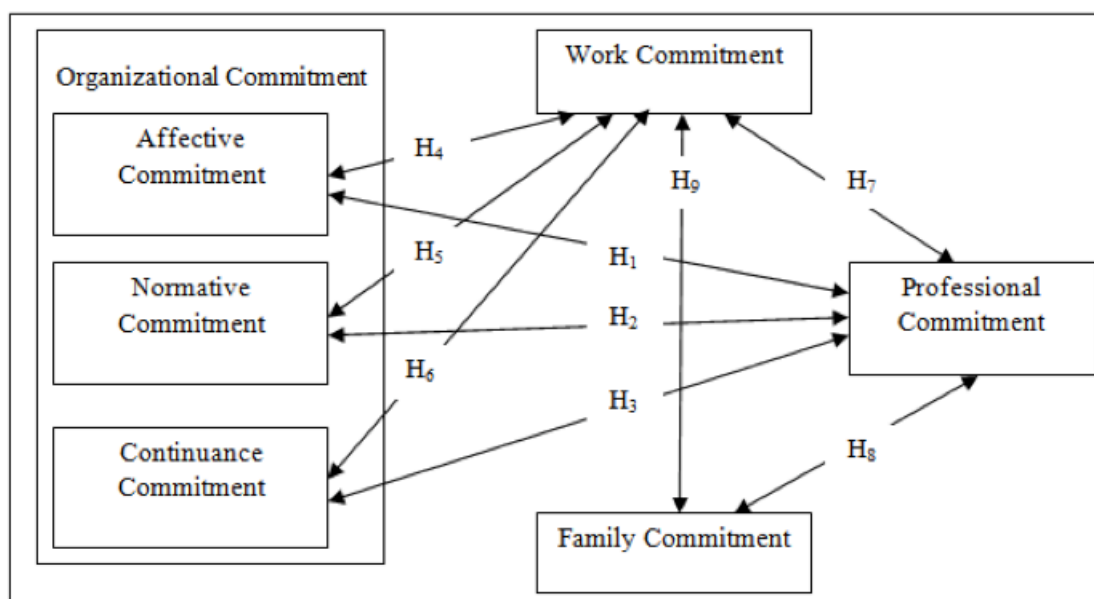 Organizational Commitment
Affective
Commitment
Normative
Commitment
Continuance
Commitment
Work Commitment
H₄
H₉
H₇
H₅
H₁
H₂
H₆
H₃
H₈
Professional
Commitment
Family Commitment